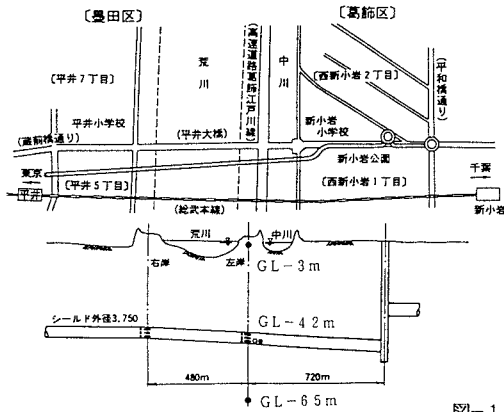 〔墨田区】
〔葛飾区】
〔平井7丁目〕
荒川
(高速道路葛飾江戸川線)
中川
〔西新小岩2丁目〕
(平和橋通り)
平井小学校
(蔵前橋通り)
(平井大橋)
新小岩
小学校
東京
平井
〔平井5丁目〕
新小岩公園
〔西新小岩1丁目〕
千葉
新小岩
(総武本線)
荒川
中川
右岸
左岸
GL-3m
シールド外径3,750
GL-42m
480m
720m
GL-65m
図-1